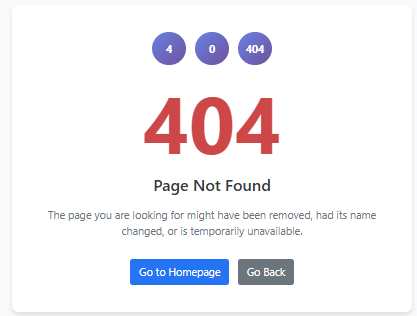 4 0 404
404
Page Not Found
The page you are looking for might have been removed, had its name
changed, or is temporarily unavailable.
Go to Homepage Go Back